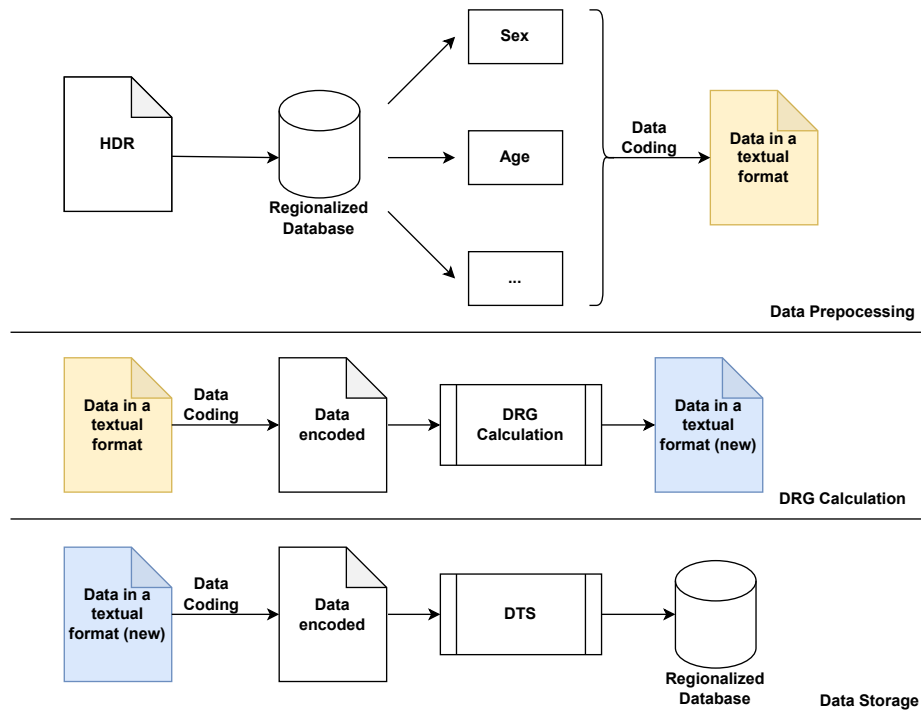 Sex
HDR
Age
Data
Coding
Data in a
textual
format
Regionalized
Database
...
Data Prepocessing
Data in a
textual
format
Data
Coding
Data
encoded
DRG
Calculation
Data in a
textual
format (new)
DRG Calculation
Data in a
textual
format (new)
Data
Coding
Data
encoded
DTS
Regionalized
Database
Data Storage